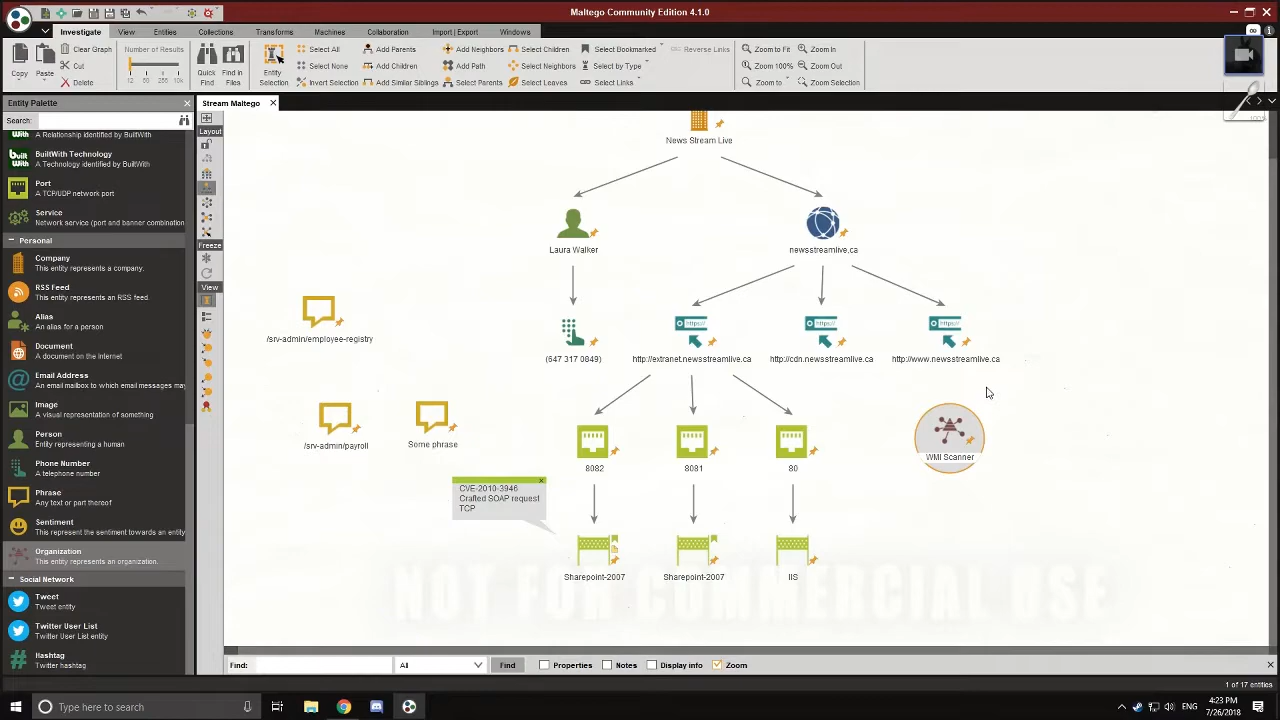 Maltego Community Edition 4.1.0
Investigate View Entities Collections Transforms Machines Collaboration Import | Export Windows
Copy
Paste
Clear Graph
Cut
Delete
Number of Results
12 50 255 10k
Quick Find
Find in Files
Entity Selection
Select All
Select None
Invert Selection
Add Parents
Add Children
Add Similar Siblings
Add Neighbors
Add Path
Select Parents
Select Children
Select Neighbors
Select Leaves
Select Bookmarked
Select by Type
Select Links
Reverse Links
Zoom to Fit
Zoom 100%
Zoom to
Zoom In
Zoom Out
Zoom Selection
100%
Entity Palette
Search:
A Relationship identified by BuiltWith
BuiltWith Technology
A Technology identified by BuiltWith
Port
A TCP/UDP network port
Service
Network service (port and banner combination
Personal
Company
This entity represents a company.
RSS Feed
This entity represents an RSS feed.
Alias
An alias for a person
Document
A document on the Internet
Email Address
An email mailbox to which email messages may
Image
A visual representation of something
Person
Entity representing a human
Phone Number
A telephone number
Phrase
Any text or part thereof
Sentiment
This represent the sentiment towards an entity
Organization
This entity represents an organization.
Social Network
Tweet
Tweet entity
Twitter User List
Twitter User List entity
Hashtag
Twitter hashtag
Stream Maltego
Layout
Freeze
View
News Stream Live
Laura Walker
newsstreamlive.ca
/srv-admin/employee-registry
(647 317 0849)
https://
http://extranet.newsstreamlive.ca
https://
http://cdn.newsstreamlive.ca
https://
http://www.newsstreamlive.ca
/srv-admin/payroll
Some phrase
8082
8081
80
WMI Scanner
CVE-2010-3946
Crafted SOAP request
TCP
Sharepoint-2007
Sharepoint-2007
IIS
NOT FOR COMMERCIAL USE
Find:
All
Find
Properties
Notes
Display info
Zoom
1 of 17 entities
Type here to search
ENG
4:23 PM
7/26/2018